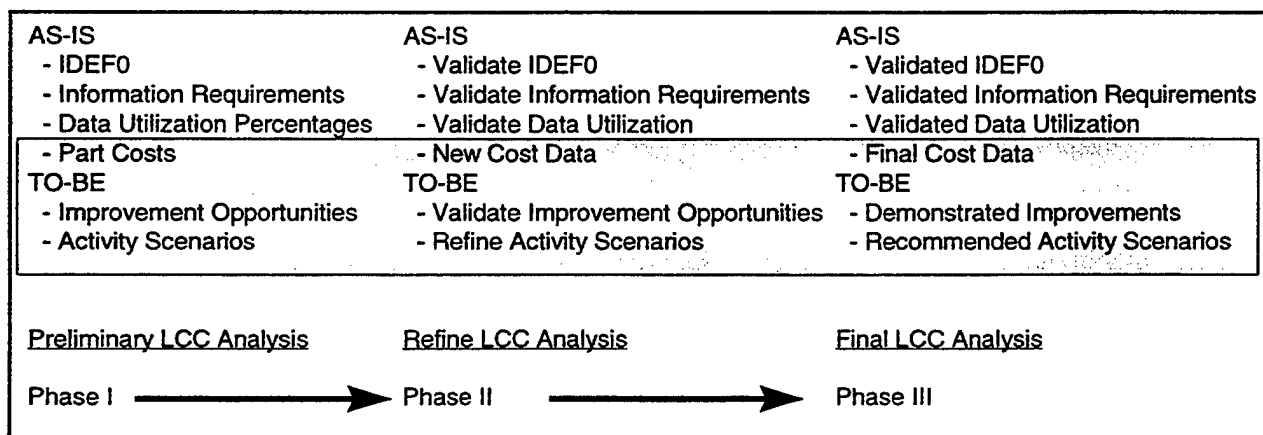 AS-IS
- IDEF0
- Information Requirements
- Data Utilization Percentages
- Part Costs
TO-BE
- Improvement Opportunities
- Activity Scenarios
Preliminary LCC Analysis
Phase I
AS-IS
- Validate IDEF0
- Validate Information Requirements
- Validate Data Utilization
- New Cost Data
TO-BE
- Validate Improvement Opportunities
- Refine Activity Scenarios
Refine LCC Analysis
Phase II
AS-IS
- Validated IDEF0
- Validated Information Requirements
- Validated Data Utilization
- Final Cost Data
TO-BE
- Demonstrated Improvements
- Recommended Activity Scenarios
Final LCC Analysis
Phase III